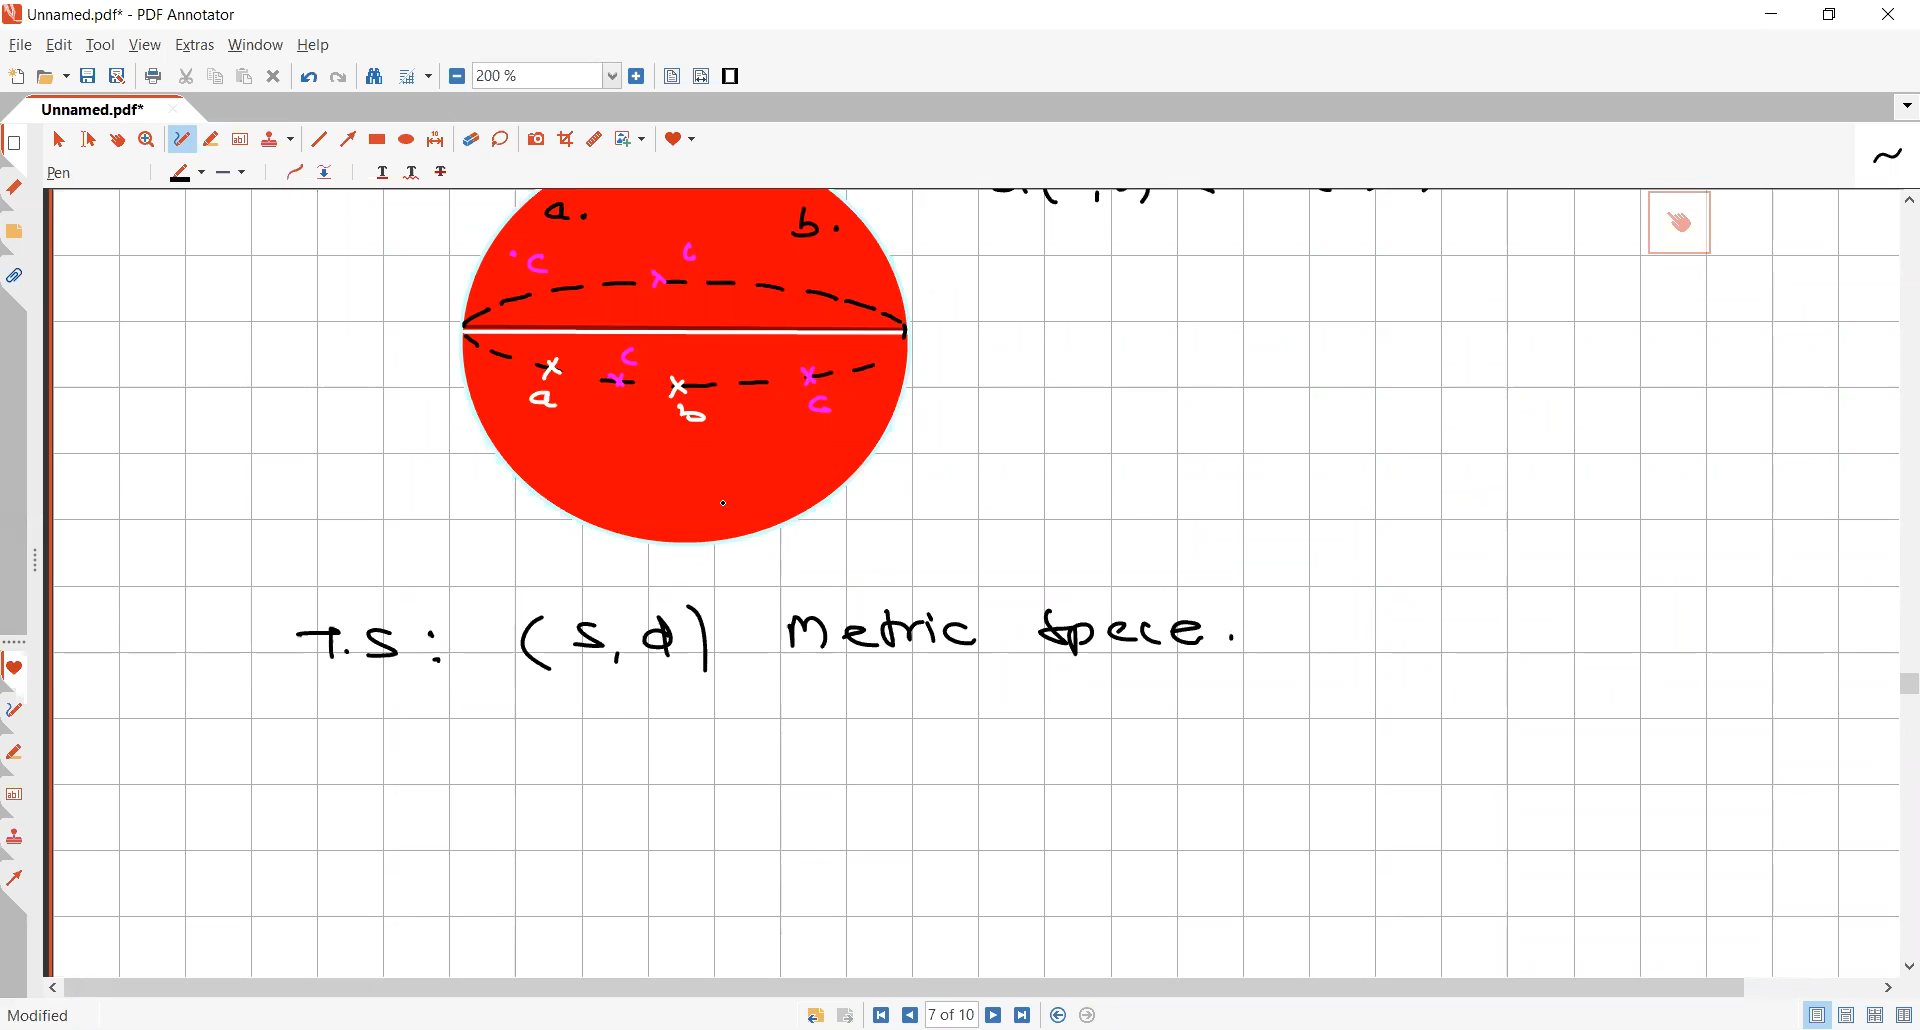 Unnamed.pdf* - PDF Annotator
File Edit Tool View Extras Window Help
200 %
Unnamed.pdf*
Pen
a.
b.
c
c
c
a
b
c
T.S: (S, d) Metric Space.
Modified
7 of 10